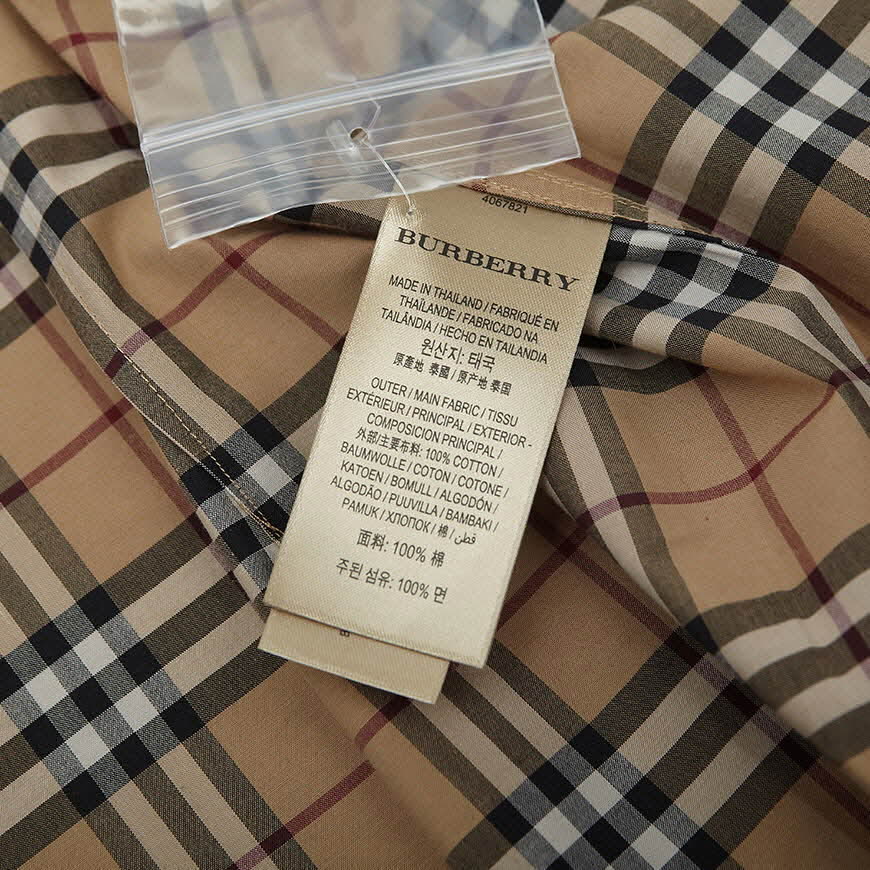 4067821
BURBERRY
MADE IN THAILAND / FABRIQUÉ EN
THAÏLANDE / FABRICADO NA
TAILÂNDIA / HECHO EN TAILANDIA
원산지: 태국
原產地 泰國 / 原产地 泰国
OUTER / MAIN FABRIC / TISSU
EXTÉRIEUR / PRINCIPAL / EXTERIOR -
COMPOSICION PRINCIPAL /
外部/主要布料: 100% COTTON /
BAUMWOLLE / COTON / COTONE /
KATOEN / BOMULL / ALGODÓN /
ALGODÃO / PUUVILLA / BAMBAKI /
PAMUK / ХЛОПОК / 棉 / قطن /
面料: 100% 棉
주된 섬유: 100% 면